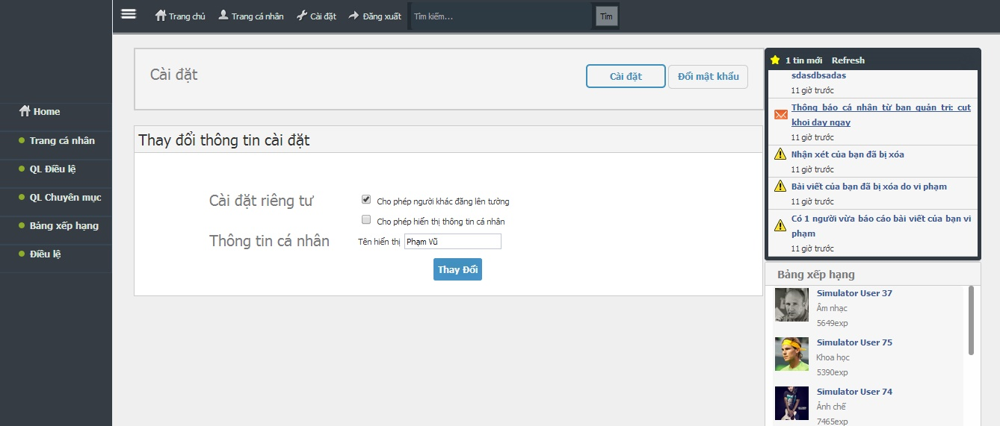 Trang chủ Trang cá nhân Cài đặt Đăng xuất Tìm kiếm... Tìm
Home
Trang cá nhân
QL Điều lệ
QL Chuyên mục
Bảng xếp hạng
Điều lệ
Cài đặt
Cài đặt Đổi mật khẩu
Thay đổi thông tin cài đặt
Cài đặt riêng tư
Cho phép người khác đăng lên tường
Cho phép hiển thị thông tin cá nhân
Thông tin cá nhân
Tên hiển thị Phạm Vũ
Thay Đổi
1 tin mới Refresh
sdasdbsadas
11 giờ trước
Thông báo cá nhân từ ban quản trị: cut
khoi day ngay
11 giờ trước
Nhận xét của bạn đã bị xóa
11 giờ trước
Bài viết của bạn đã bị xóa do vi phạm
11 giờ trước
Có 1 người vừa báo cáo bài viết của bạn vi
phạm
11 giờ trước
Bảng xếp hạng
Simulator User 37
Âm nhạc
5649exp
Simulator User 75
Khoa học
5390exp
Simulator User 74
Ảnh chế
7465exp